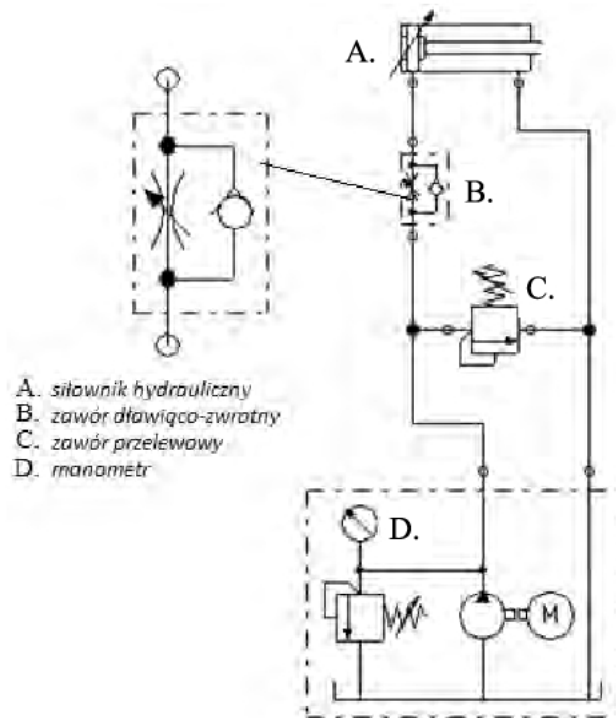 A.
B.
C.
A. siłownik hydrauliczny
B. zawór dławiąco-zwrotny
C. zawór przelewowy
D. manometr
D.
M